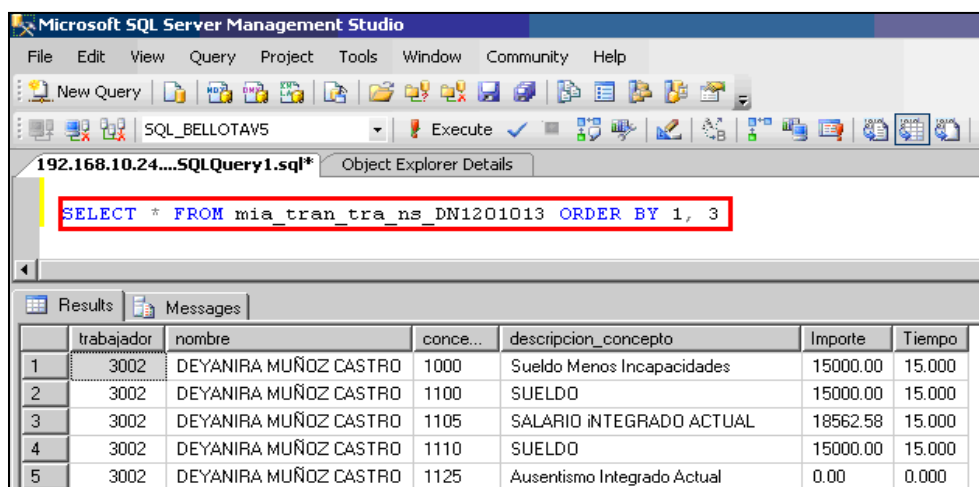 Microsoft SQL Server Management Studio
File Edit View Query Project Tools Window Community Help
New Query
SQL_BELLOTAV5 Execute
192.168.10.24....SQLQuery1.sql* Object Explorer Details
SELECT * FROM mia_tran_tra_ns_DN1201013 ORDER BY 1, 3
Results Messages
trabajador nombre conce... descripcion_concepto Importe Tiempo
1 3002 DEYANIRA MUÑOZ CASTRO 1000 Sueldo Menos Incapacidades 15000.00 15.000
2 3002 DEYANIRA MUÑOZ CASTRO 1100 SUELDO 15000.00 15.000
3 3002 DEYANIRA MUÑOZ CASTRO 1105 SALARIO iNTEGRADO ACTUAL 18562.58 15.000
4 3002 DEYANIRA MUÑOZ CASTRO 1110 SUELDO 15000.00 15.000
5 3002 DEYANIRA MUÑOZ CASTRO 1125 Ausentismo Integrado Actual 0.00 0.000